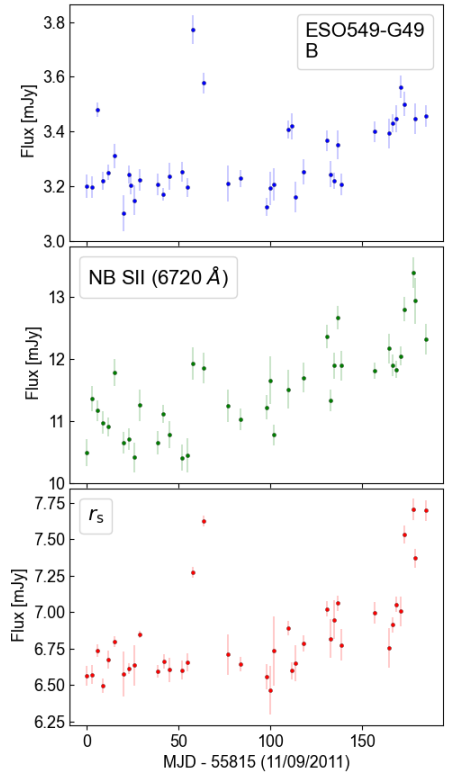 ESO549-G49
B
Flux [mJy]
3.8
3.6
3.4
3.2
3.0
NB SII (6720 Å)
Flux [mJy]
13
12
11
10
rs
Flux [mJy]
7.75
7.50
7.25
7.00
6.75
6.50
6.25
0 50 100 150
MJD - 55815 (11/09/2011)